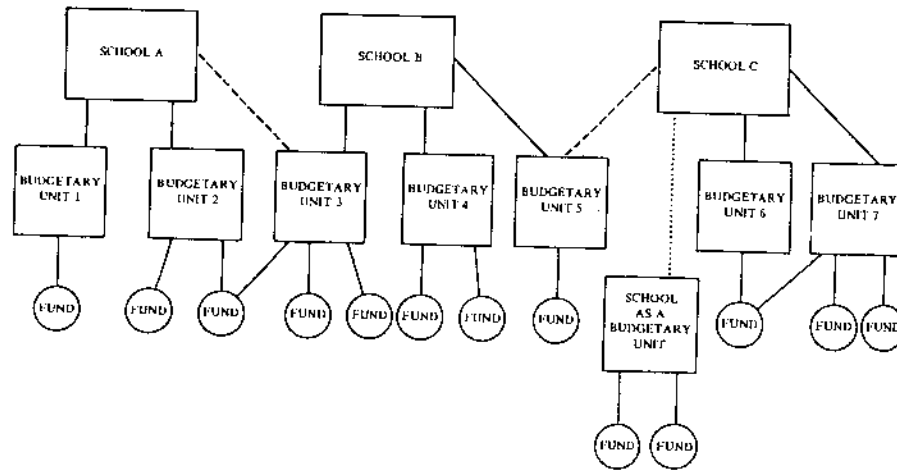 SCHOOL A
SCHOOL B
SCHOOL C
BUDGETARY
UNIT 1
BUDGETARY
UNIT 2
BUDGETARY
UNIT 3
BUDGETARY
UNIT 4
BUDGETARY
UNIT 5
BUDGETARY
UNIT 6
BUDGETARY
UNIT 7
FUND
FUND
FUND
FUND
FUND
FUND
FUND
FUND
SCHOOL
AS A
BUDGETARY
UNIT
FUND
FUND
FUND
FUND
FUND